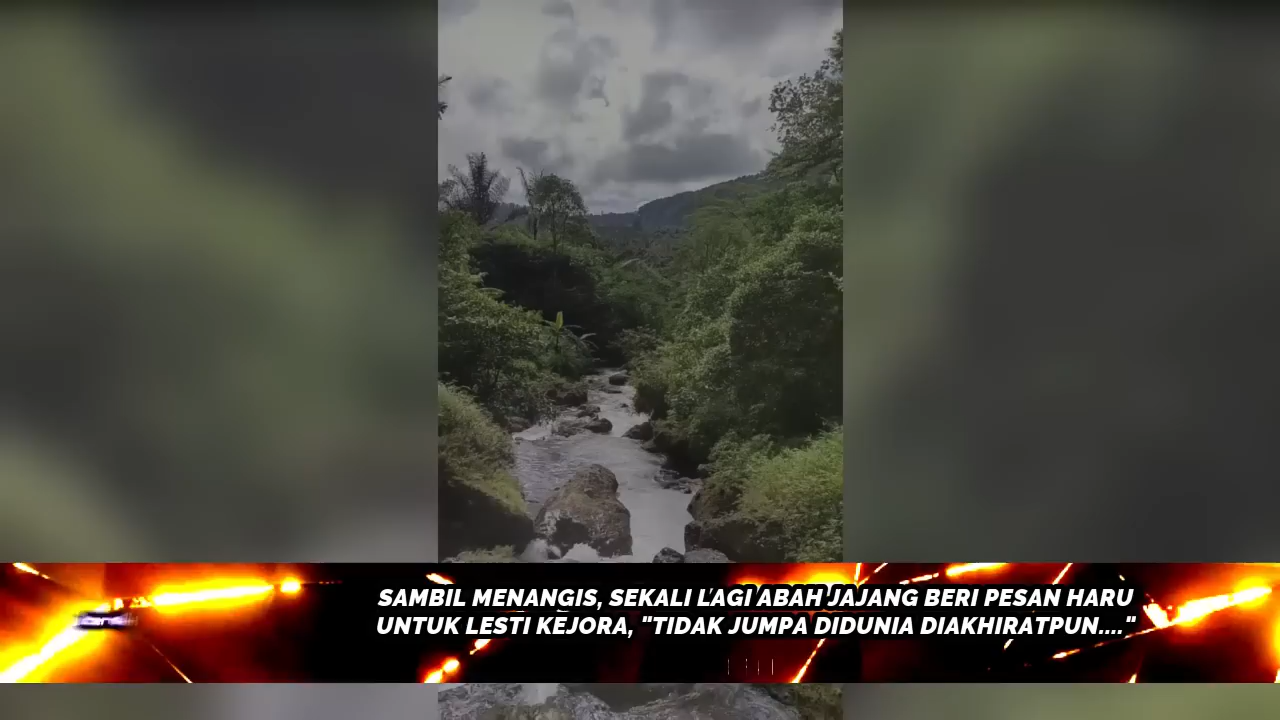 SAMBIL MENANGIS, SEKALI LAGI ABAH JAJANG BERI PESAN HARU
UNTUK LESTI KEJORA, "TIDAK JUMPA DIDUNIA DIAKHIRATPUN...."